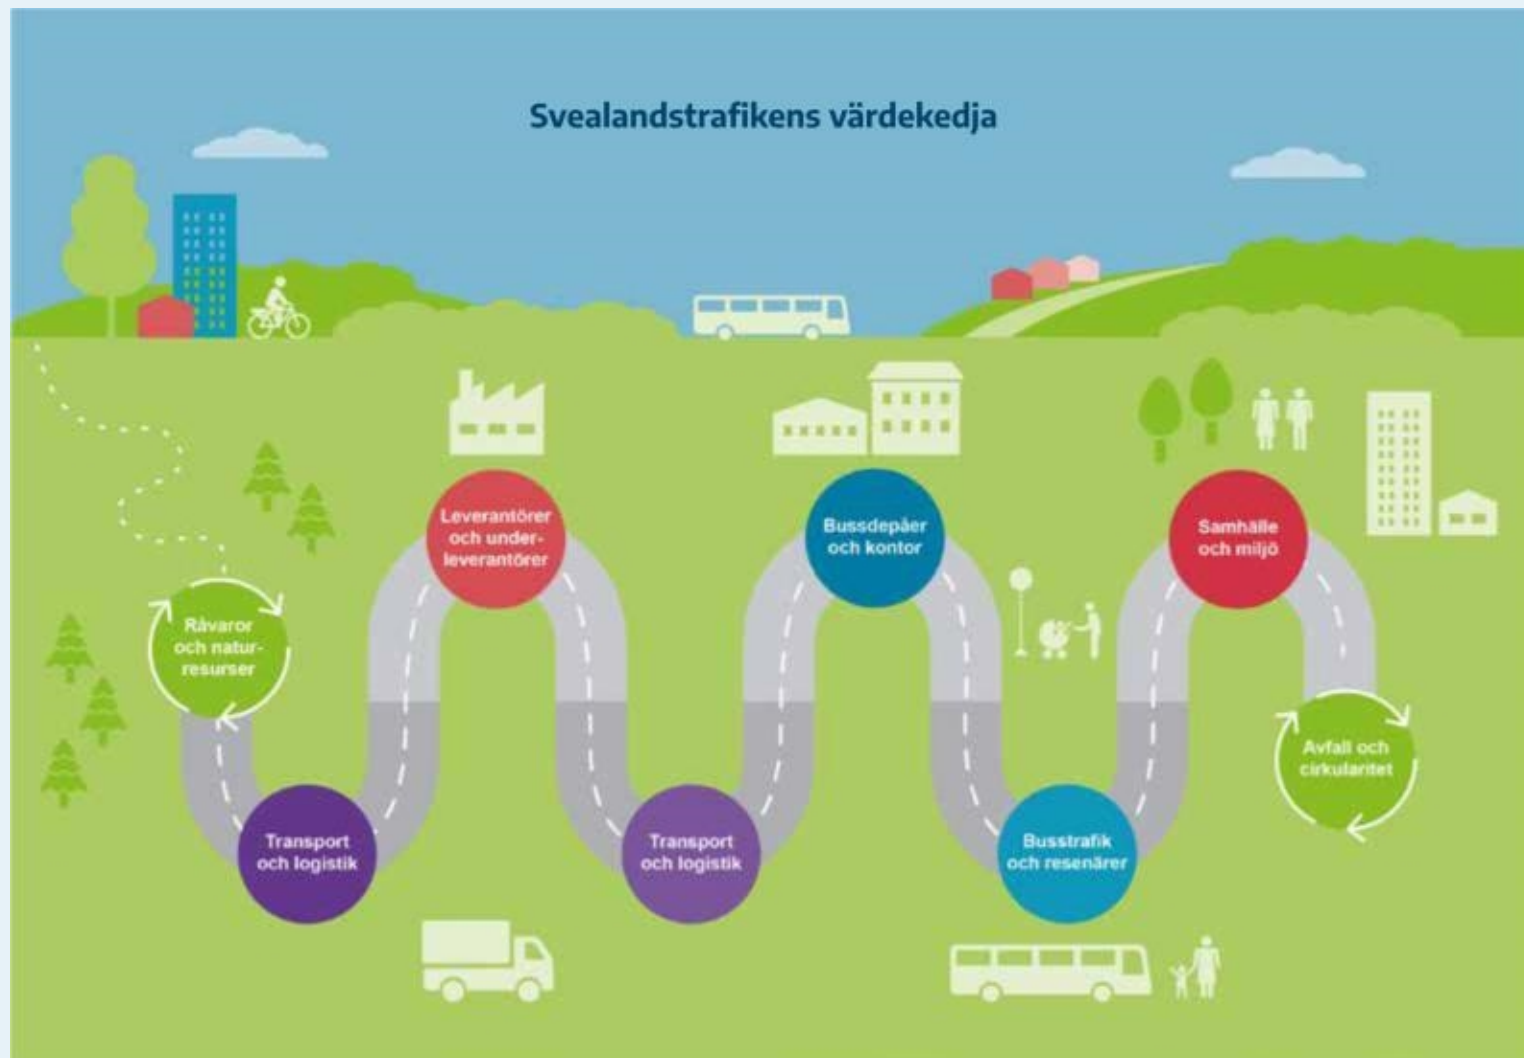 Svealandstrafikens värdekedja
Råvaror
och natur-
resurser
Transport
och logistik
Leverantörer
och under-
leverantörer
Transport
och logistik
Bussdepåer
och kontor
Busstrafik
och resenärer
Samhälle
och miljö
Avfall och
cirkularitet